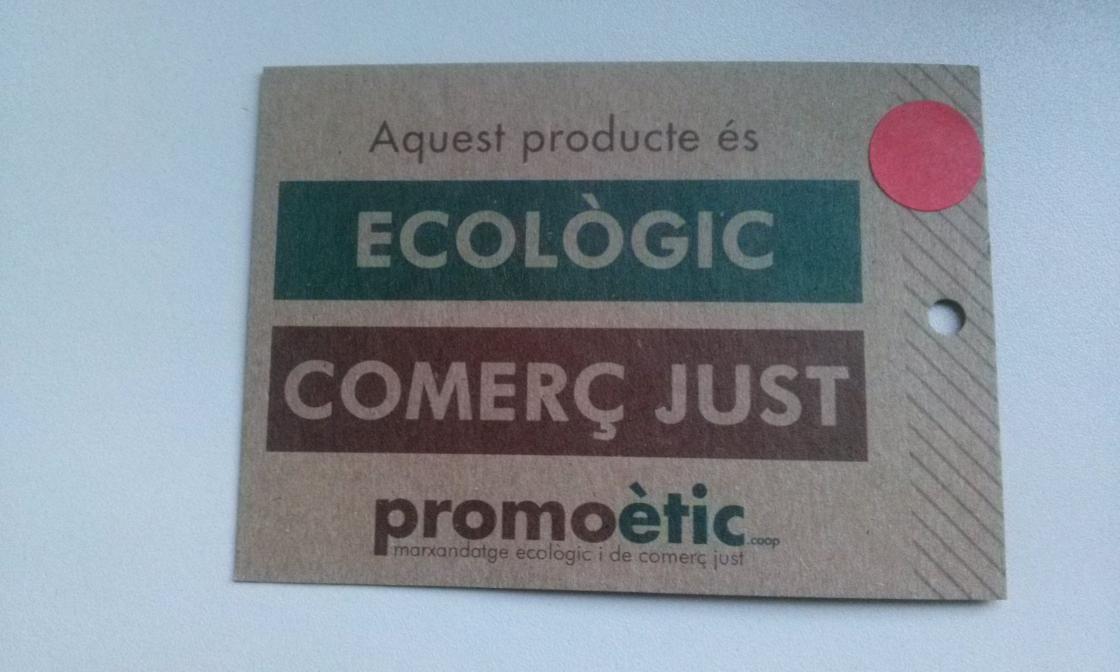 Aquest producte és
ECOLÒGIC
COMERÇ JUST
promoètic.coop
marxandatge ecològic i de comerç just